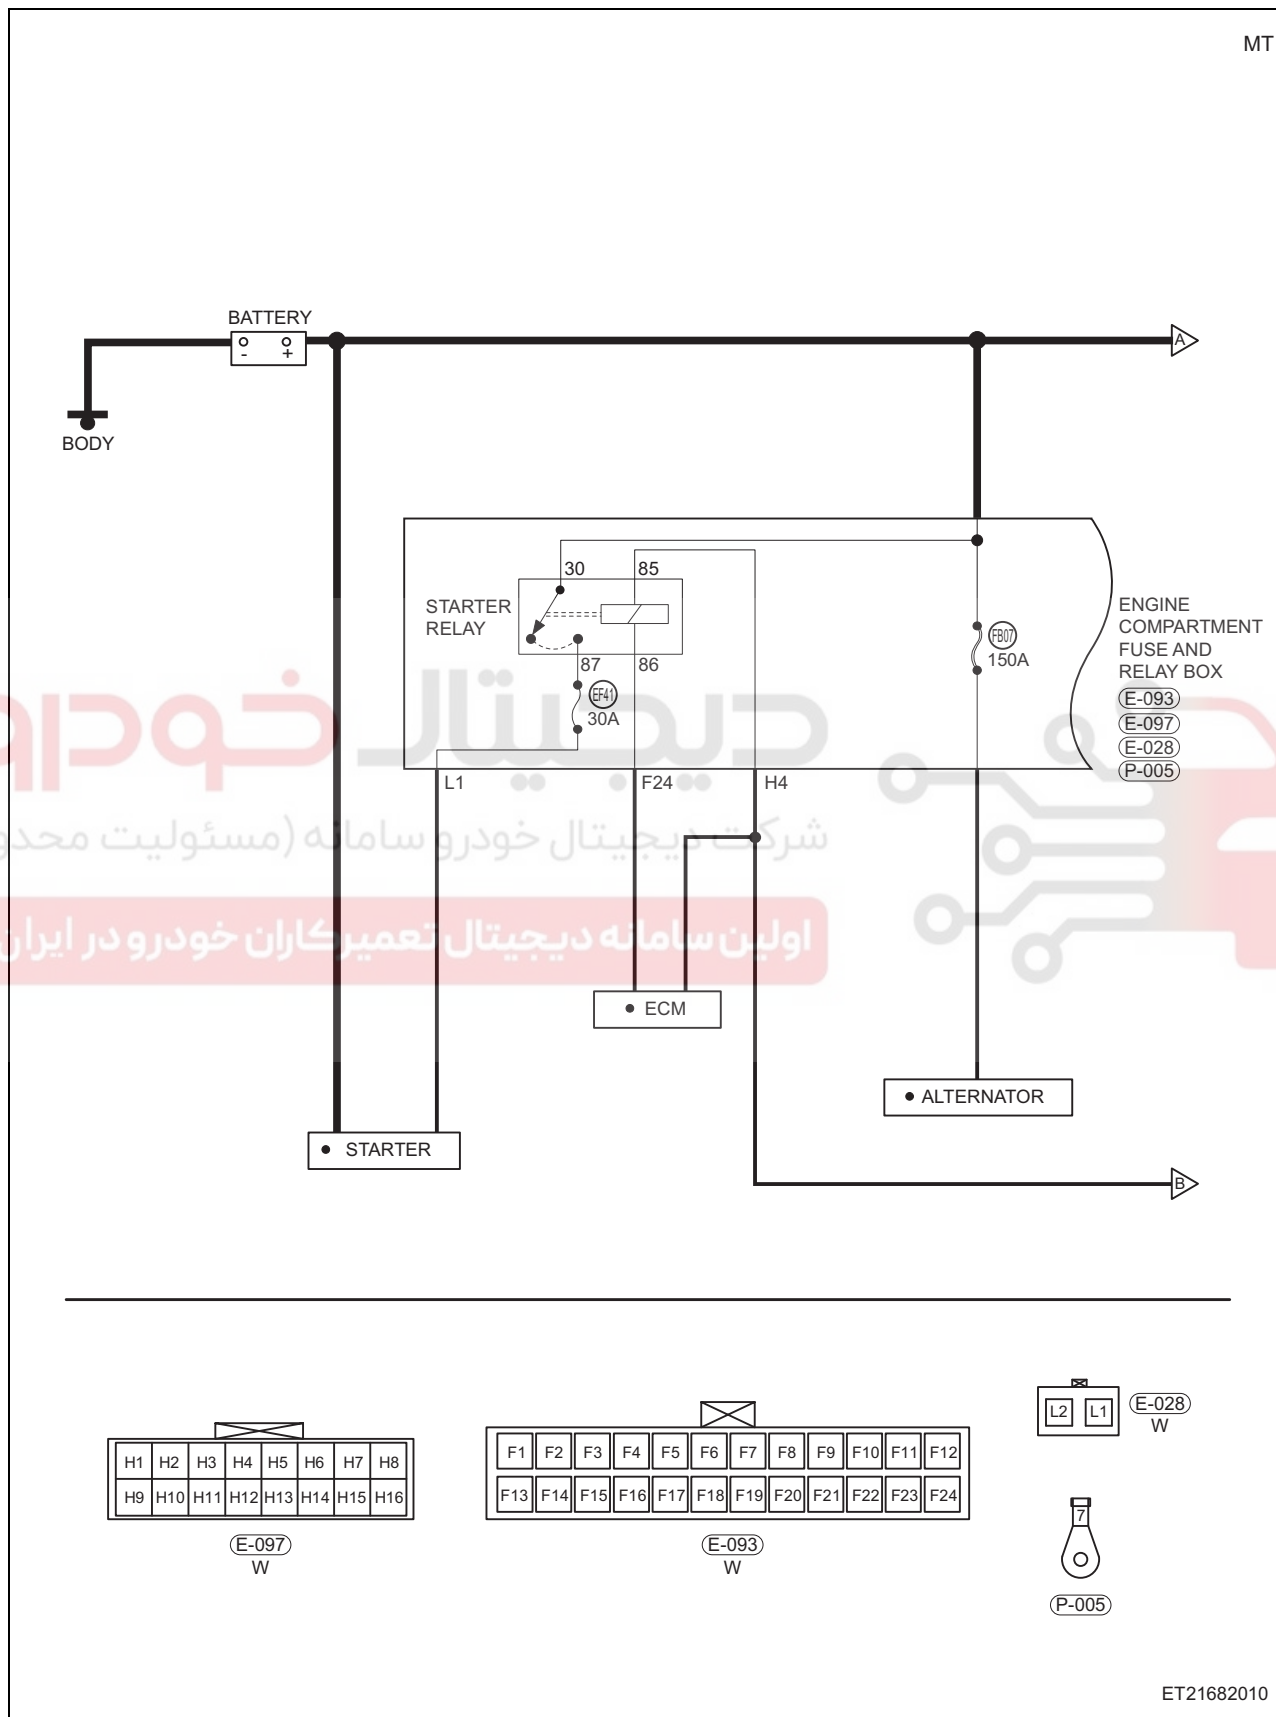 MT
BATTERY
- +
A
BODY
30 85
STARTER
RELAY
87 86
EF41
30A
FB07
150A
ENGINE
COMPARTMENT
FUSE AND
RELAY BOX
E-093
E-097
E-028
P-005
L1 F24 H4
دیجیتال خودرو
شرکت دیجیتال خودرو سامانه (مسئولیت محدو
اولین سامانه دیجیتال تعمیرکاران خودرو در ایران
ECM
ALTERNATOR
STARTER
B
H1 H2 H3 H4 H5 H6 H7 H8
H9 H10 H11 H12 H13 H14 H15 H16
E-097
W
F1 F2 F3 F4 F5 F6 F7 F8 F9 F10 F11 F12
F13 F14 F15 F16 F17 F18 F19 F20 F21 F22 F23 F24
E-093
W
L2 L1
E-028
W
7
P-005
ET21682010